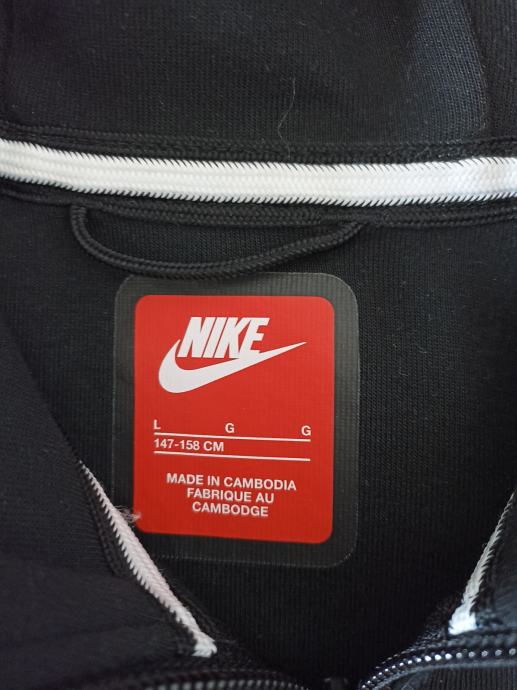 NIKE
L G G
147-158 CM
MADE IN CAMBODIA
FABRIQUE AU
CAMBODGE